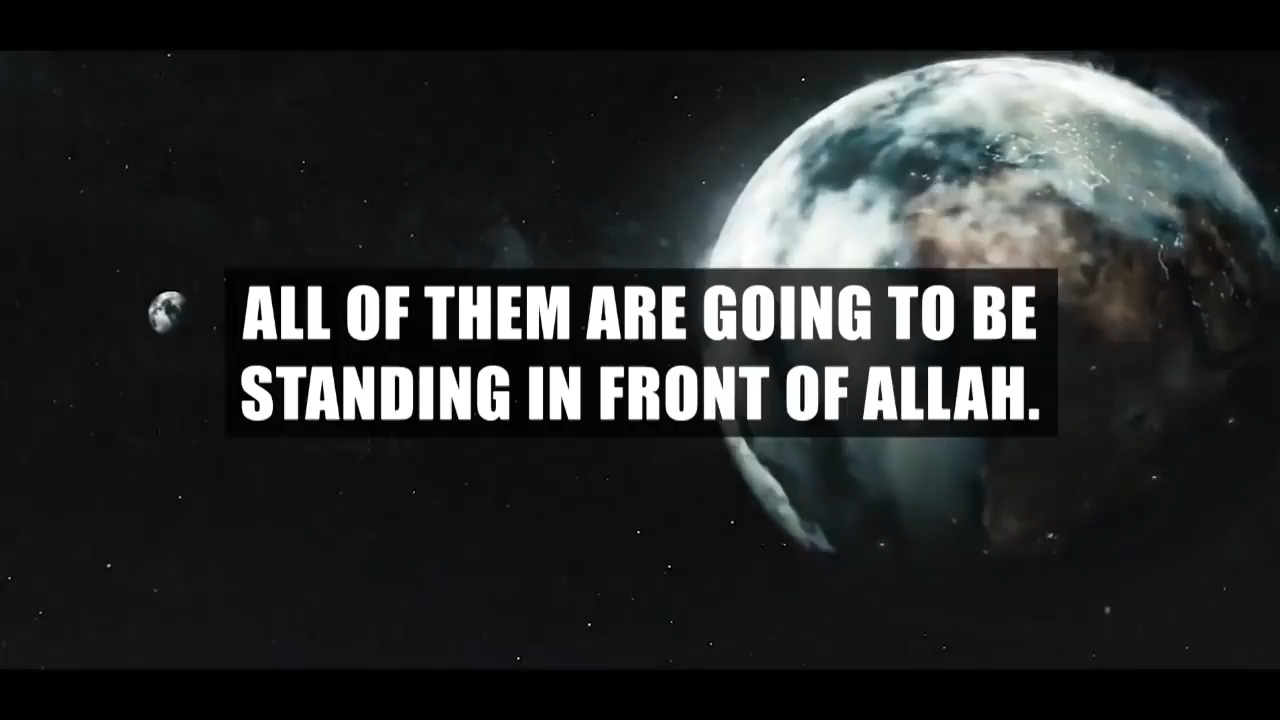 ALL OF THEM ARE GOING TO BE
STANDING IN FRONT OF ALLAH.